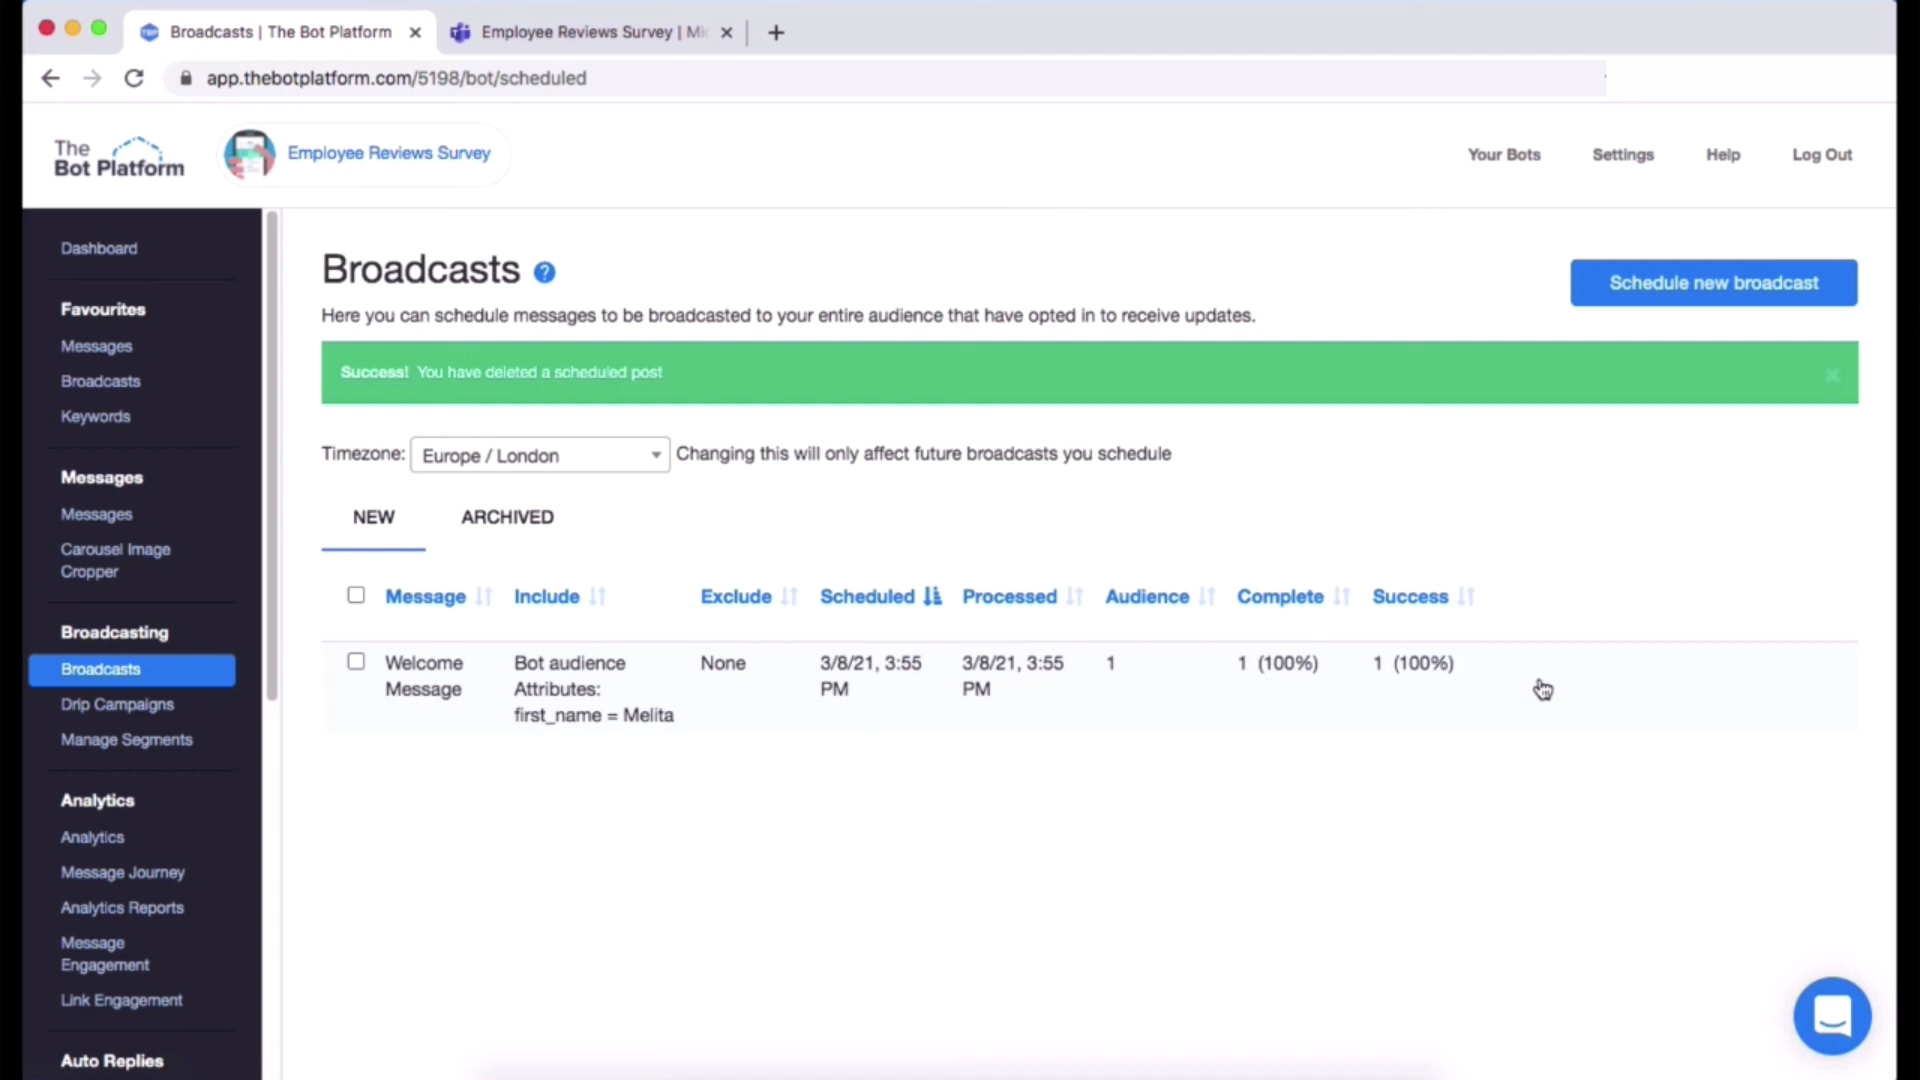 Broadcasts | The Bot Platform
Employee Reviews Survey | Mic
app.thebotplatform.com/5198/bot/scheduled
The
Bot Platform
Employee Reviews Survey
Your Bots
Settings
Help
Log Out
Dashboard
Favourites
Messages
Broadcasts
Keywords
Messages
Messages
Carousel Image
Cropper
Broadcasting
Broadcasts
Drip Campaigns
Manage Segments
Analytics
Analytics
Message Journey
Analytics Reports
Message
Engagement
Link Engagement
Auto Replies
Broadcasts ?
Schedule new broadcast
Here you can schedule messages to be broadcasted to your entire audience that have opted in to receive updates.
Success! You have deleted a scheduled post
Timezone: Europe / London Changing this will only affect future broadcasts you schedule
NEW ARCHIVED
Message Include Exclude Scheduled Processed Audience Complete Success
Welcome Bot audience None 3/8/21, 3:55 3/8/21, 3:55 1 1 (100%) 1 (100%)
Message Attributes: PM PM
first_name = Melita